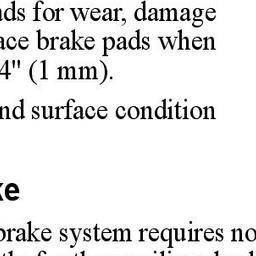 ds for wear, damage
ace brake pads when
4" (1 mm).
nd surface condition
ke
brake system requires no